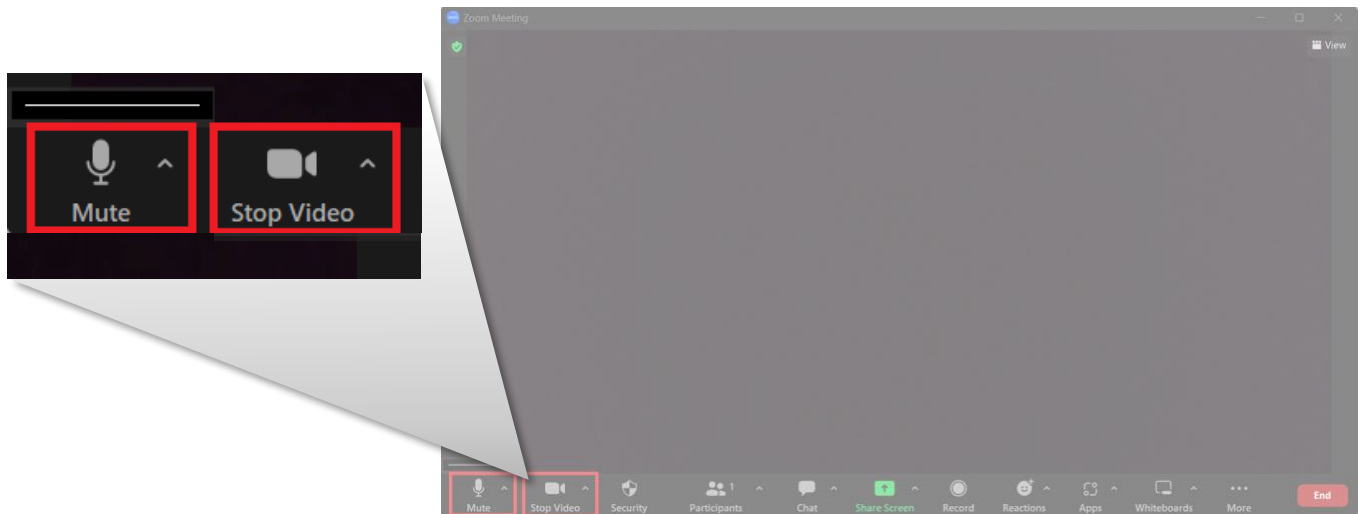 Zoom Meeting
View
Mute
Stop Video
Mute
Stop Video
Security
Participants
1
Chat
Share Screen
Record
Reactions
Apps
Whiteboards
More
End